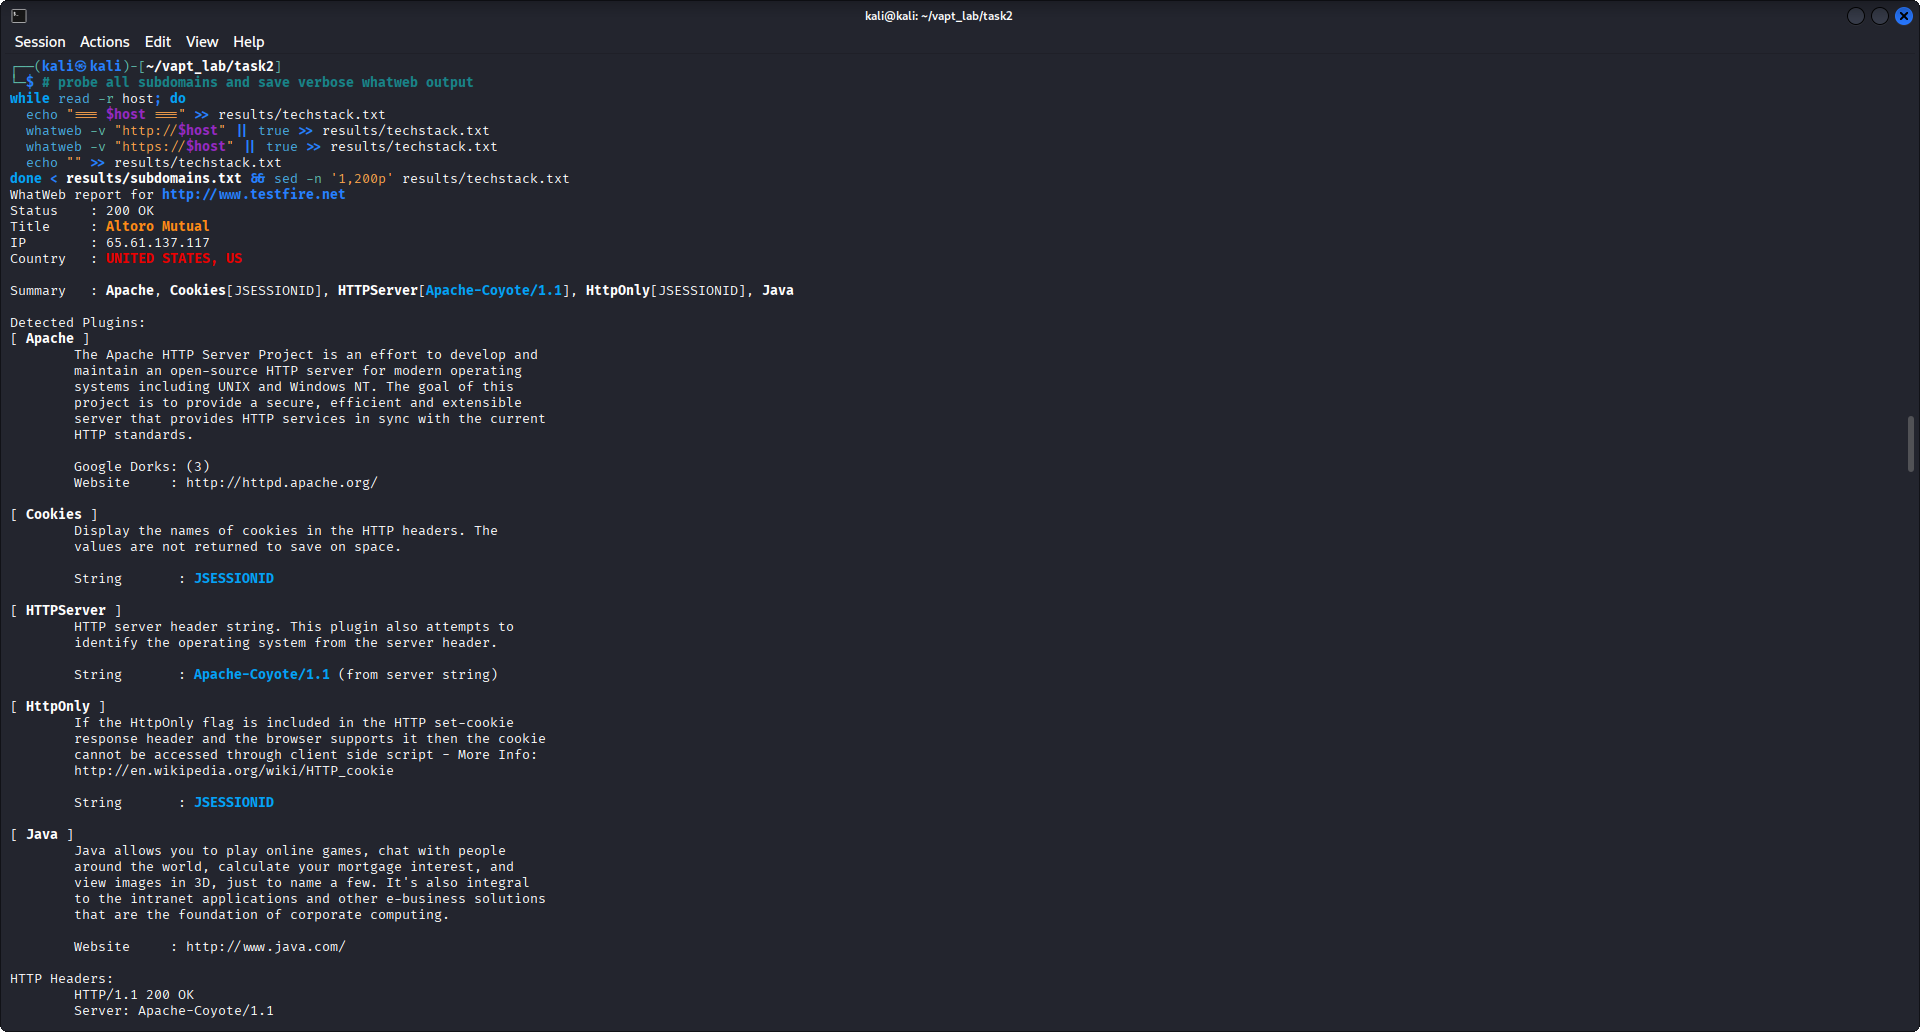 kali@kali: ~/vapt_lab/task2
Session Actions Edit View Help
┌──(kali㉿kali)-[~/vapt_lab/task2]
└─$ # probe all subdomains and save verbose whatweb output
while read -r host; do
  echo "=== $host ===" >> results/techstack.txt
  whatweb -v "http://$host" || true >> results/techstack.txt
  whatweb -v "https://$host" || true >> results/techstack.txt
  echo "" >> results/techstack.txt
done < results/subdomains.txt && sed -n '1,200p' results/techstack.txt
WhatWeb report for http://www.testfire.net
Status    : 200 OK
Title     : Altoro Mutual
IP        : 65.61.137.117
Country   : UNITED STATES, US
Summary   : Apache, Cookies[JSESSIONID], HTTPServer[Apache-Coyote/1.1], HttpOnly[JSESSIONID], Java
Detected Plugins:
[ Apache ]
        The Apache HTTP Server Project is an effort to develop and
        maintain an open-source HTTP server for modern operating
        systems including UNIX and Windows NT. The goal of this
        project is to provide a secure, efficient and extensible
        server that provides HTTP services in sync with the current
        HTTP standards.
        Google Dorks: (3)
        Website     : http://httpd.apache.org/
[ Cookies ]
        Display the names of cookies in the HTTP headers. The
        values are not returned to save on space.
        String       : JSESSIONID
[ HTTPServer ]
        HTTP server header string. This plugin also attempts to
        identify the operating system from the server header.
        String       : Apache-Coyote/1.1 (from server string)
[ HttpOnly ]
        If the HttpOnly flag is included in the HTTP set-cookie
        response header and the browser supports it then the cookie
        cannot be accessed through client side script - More Info:
        http://en.wikipedia.org/wiki/HTTP_cookie
        String       : JSESSIONID
[ Java ]
        Java allows you to play online games, chat with people
        around the world, calculate your mortgage interest, and
        view images in 3D, just to name a few. It's also integral
        to the intranet applications and other e-business solutions
        that are the foundation of corporate computing.
        Website     : http://www.java.com/
HTTP Headers:
        HTTP/1.1 200 OK
        Server: Apache-Coyote/1.1